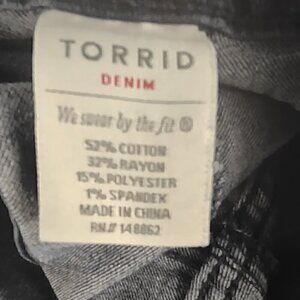 TORRID
DENIM
We swear by the fit ®
52% COTTON
32% RAYON
15% POLYESTER
1% SPANDEX
MADE IN CHINA
RN// 148862